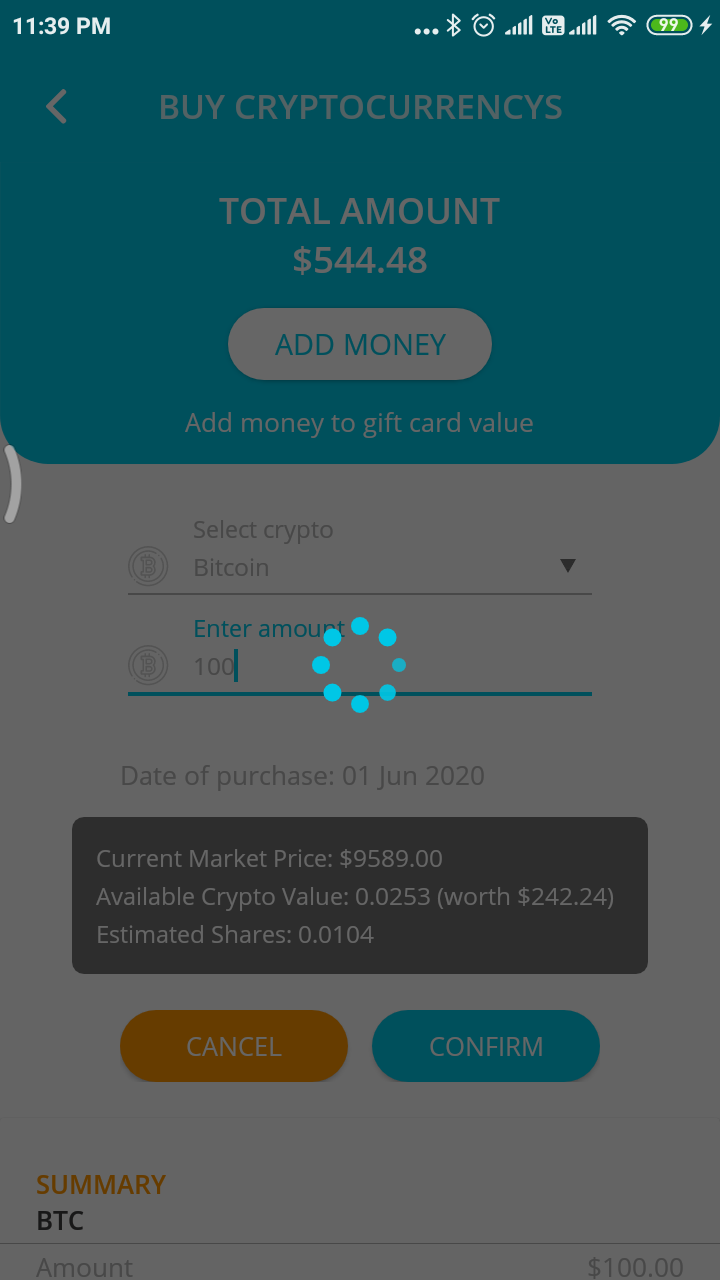 11:39 PM
Vo LTE
99
BUY CRYPTOCURRENCYS
TOTAL AMOUNT
$544.48
ADD MONEY
Add money to gift card value
Select crypto
Bitcoin
Enter amount
100
Date of purchase: 01 Jun 2020
Current Market Price: $9589.00
Available Crypto Value: 0.0253 (worth $242.24)
Estimated Shares: 0.0104
CANCEL CONFIRM
SUMMARY
BTC
Amount $100.00